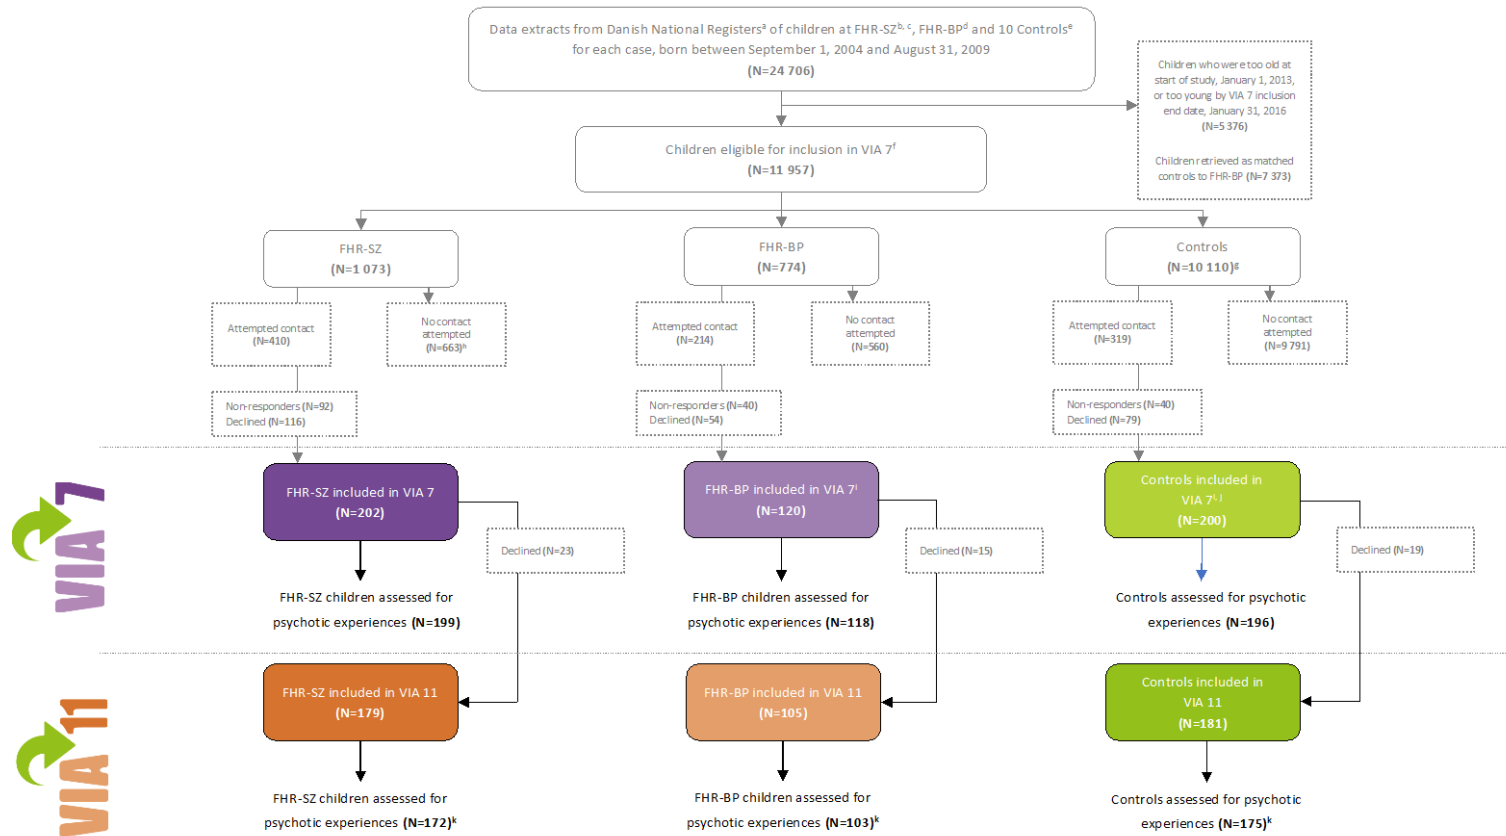 Data extracts from Danish National Registersᵃ of children at FHR-SZᵇ,ᶜ, FHR-BPᵈ and 10 Controlsᵉ
for each case, born between September 1, 2004 and August 31, 2009
(N=24 706)
Children who were too old at
start of study, January 1, 2013,
or too young by VIA 7 inclusion
end date, January 31, 2016
(N=5 376)
Children retrieved as matched
controls to FHR-BP (N=7 373)
Children eligible for inclusion in VIA 7ᶠ
(N=11 957)
FHR-SZ
(N=1 073)
FHR-BP
(N=774)
Controls
(N=10 110)ᵍ
Attempted contact
(N=410)
No contact
attempted
(N=663)ʰ
Attempted contact
(N=214)
No contact
attempted
(N=560)
Attempted contact
(N=319)
No contact
attempted
(N=9 791)
Non-responders (N=92)
Declined (N=116)
Non-responders (N=40)
Declined (N=54)
Non-responders (N=40)
Declined (N=79)
VIA 7
FHR-SZ included in VIA 7
(N=202)
FHR-BP included in VIA 7ⁱ
(N=120)
Controls included in
VIA 7ⁱ,ʲ
(N=200)
Declined (N=23)
Declined (N=15)
Declined (N=19)
FHR-SZ children assessed for
psychotic experiences (N=199)
FHR-BP children assessed for
psychotic experiences (N=118)
Controls assessed for psychotic
experiences (N=196)
VIA 11
FHR-SZ included in VIA 11
(N=179)
FHR-BP included in VIA 11
(N=105)
Controls included in
VIA 11
(N=181)
FHR-SZ children assessed for
psychotic experiences (N=172)ᵏ
FHR-BP children assessed for
psychotic experiences (N=103)ᵏ
Controls assessed for psychotic
experiences (N=175)ᵏ